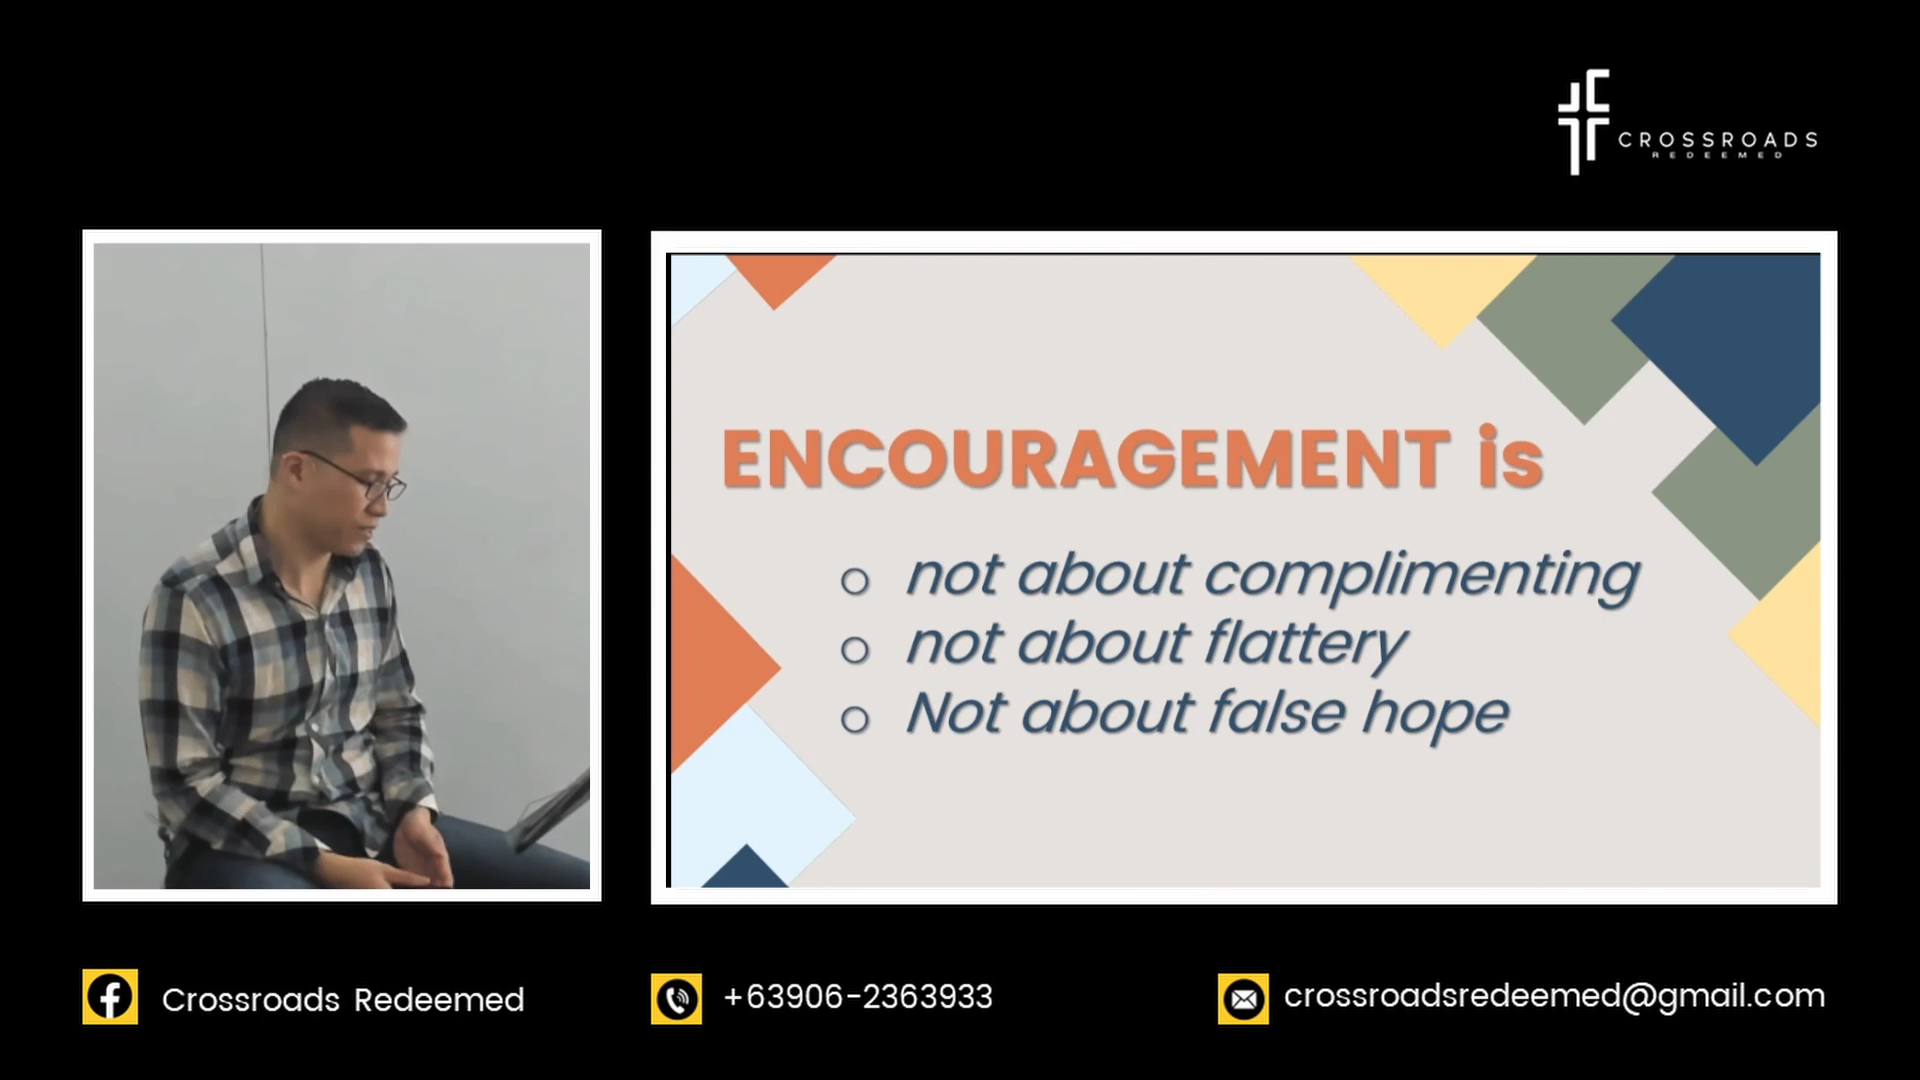 CROSSROADS
REDEEMED
ENCOURAGEMENT is
o not about complimenting
o not about flattery
o Not about false hope
Crossroads Redeemed
+63906-2363933
crossroadsredeemed@gmail.com